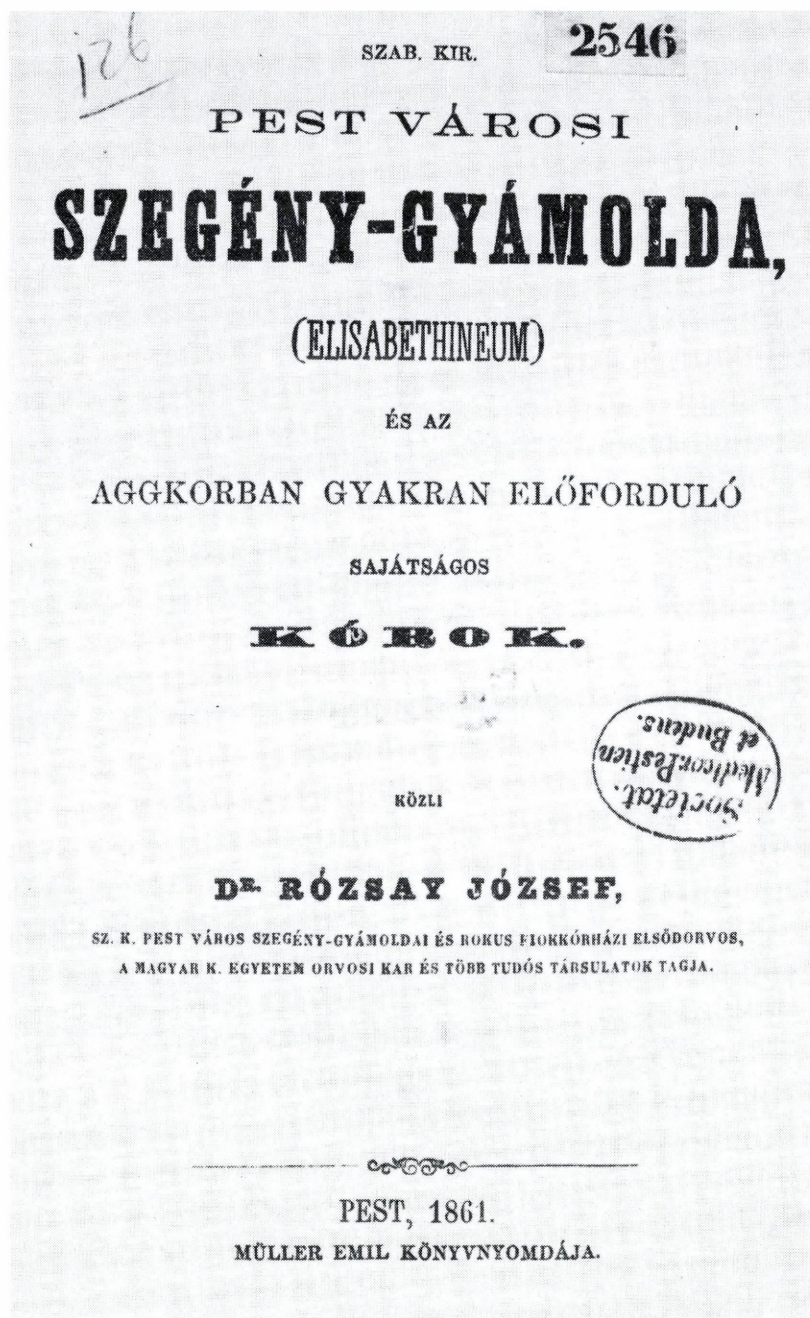 126
2546
SZAB. KIR.
PEST VÁROSI
SZEGÉNY-GYÁMOLDA,
(ELISABETHINEUM)
ÉS AZ
AGGKORBAN GYAKRAN ELŐFORDULÓ
SAJÁTSÁGOS
KÓROK.
Societat.
Medicor. Pestien
et Budens.
KÖZLI
DR. RÓZSAY JÓZSEF,
SZ. K. PEST VÁROS SZEGÉNY-GYÁMOLDAI ÉS ROKUS FIOKKÓRHÁZI ELSŐDORVOS,
A MAGYAR K. EGYETEM ORVOSI KAR ÉS TÖBB TUDÓS TÁRSULATOK TAGJA.
PEST, 1861.
MÜLLER EMIL KÖNYVNYOMDÁJA.